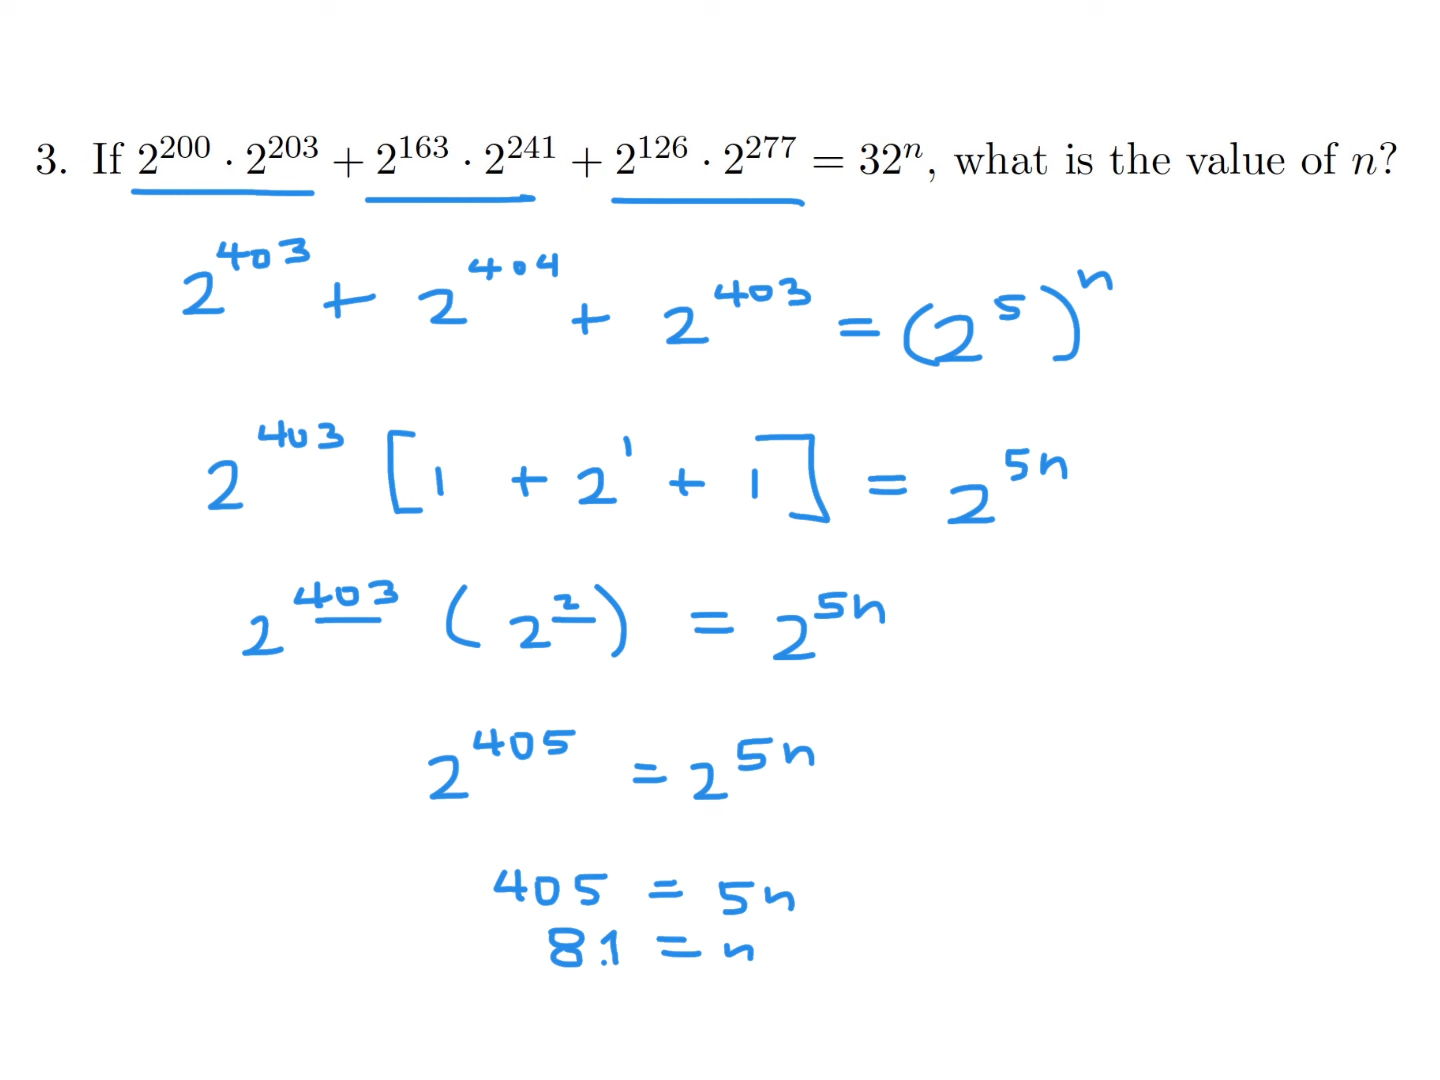 3. If 2^200 · 2^203 + 2^163 · 2^241 + 2^126 · 2^277 = 32^n, what is the value of n?
2^403 + 2^404 + 2^403 = (2^5)^n
2^403 [1 + 2^1 + 1] = 2^5n
2^403 (2^2) = 2^5n
2^405 = 2^5n
405 = 5n
8.1 = n